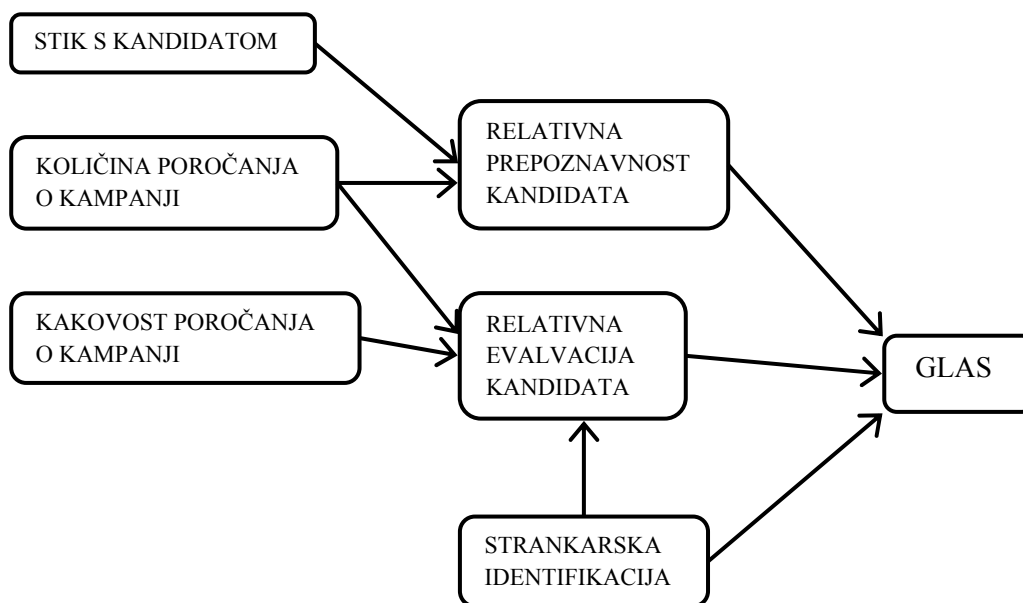 STIK S KANDIDATOM
KOLIČINA POROČANJA
O KAMPANJI
KAKOVOST POROČANJA
O KAMPANJI
RELATIVNA
PREPOZNAVNOST
KANDIDATA
RELATIVNA
EVALVACIJA
KANDIDATA
STRANKARSKA
IDENTIFIKACIJA
GLAS